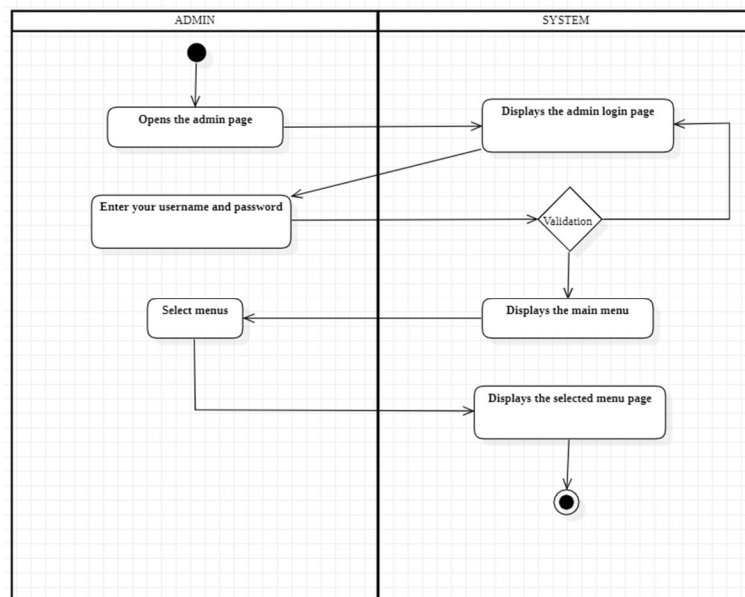 ADMIN
SYSTEM
Opens the admin page
Displays the admin login page
Enter your username and password
Validation
Select menus
Displays the main menu
Displays the selected menu page